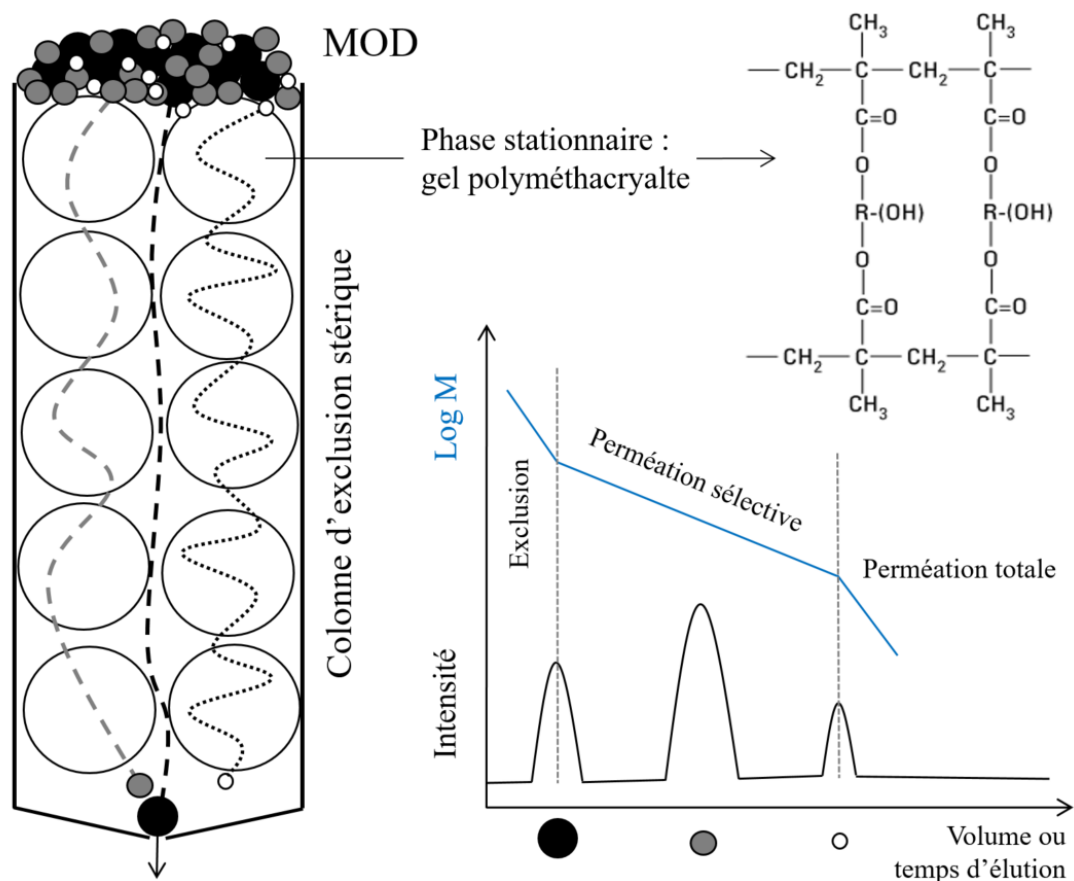 MOD
Phase stationnaire :
gel polyméthacryalte
CH3
CH3
CH2
C
CH2
C
C=O
C=O
O
O
R-(OH)
R-(OH)
O
O
C=O
C=O
CH2
C
CH2
C
CH3
CH3
Colonne d'exclusion stérique
Log M
Exclusion
Perméation sélective
Perméation totale
Intensité
Volume ou
temps d'élution